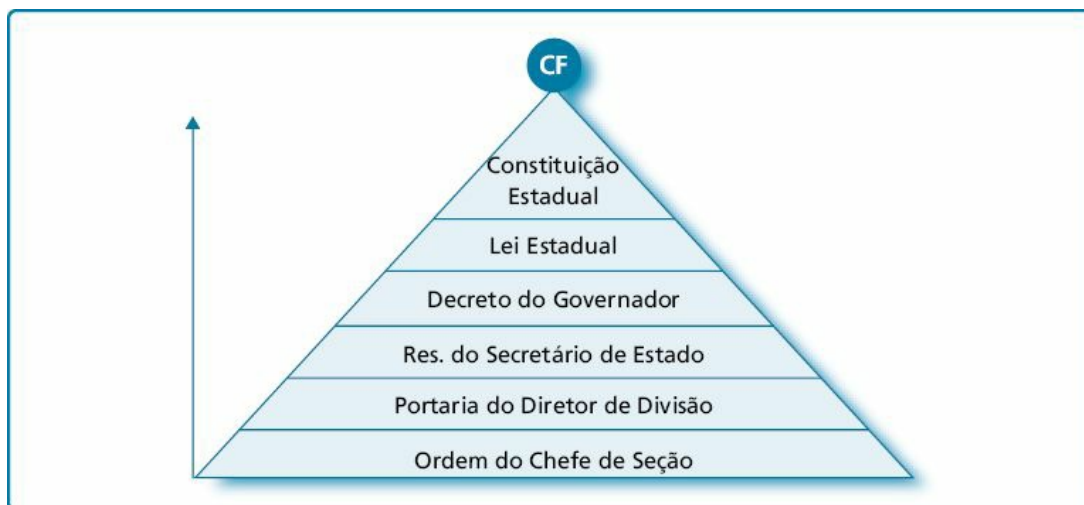 CF
Constituição
Estadual
Lei Estadual
Decreto do Governador
Res. do Secretário de Estado
Portaria do Diretor de Divisão
Ordem do Chefe de Seção